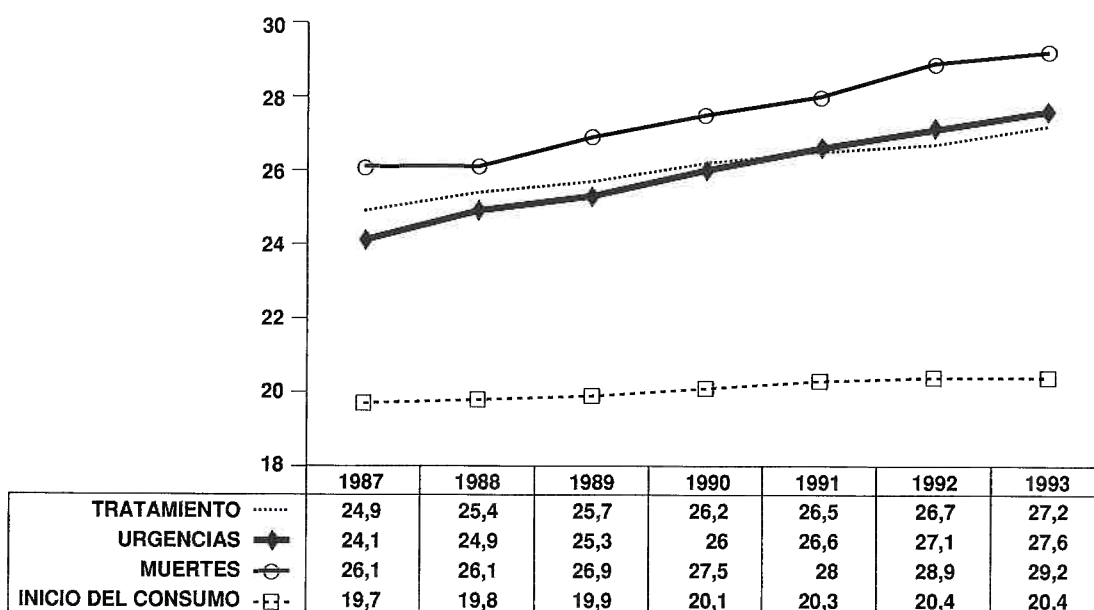 30
28
26
24
22
20
18
1987 1988 1989 1990 1991 1992 1993
TRATAMIENTO 24,9 25,4 25,7 26,2 26,5 26,7 27,2
URGENCIAS 24,1 24,9 25,3 26 26,6 27,1 27,6
MUERTES 26,1 26,1 26,9 27,5 28 28,9 29,2
INICIO DEL CONSUMO 19,7 19,8 19,9 20,1 20,3 20,4 20,4